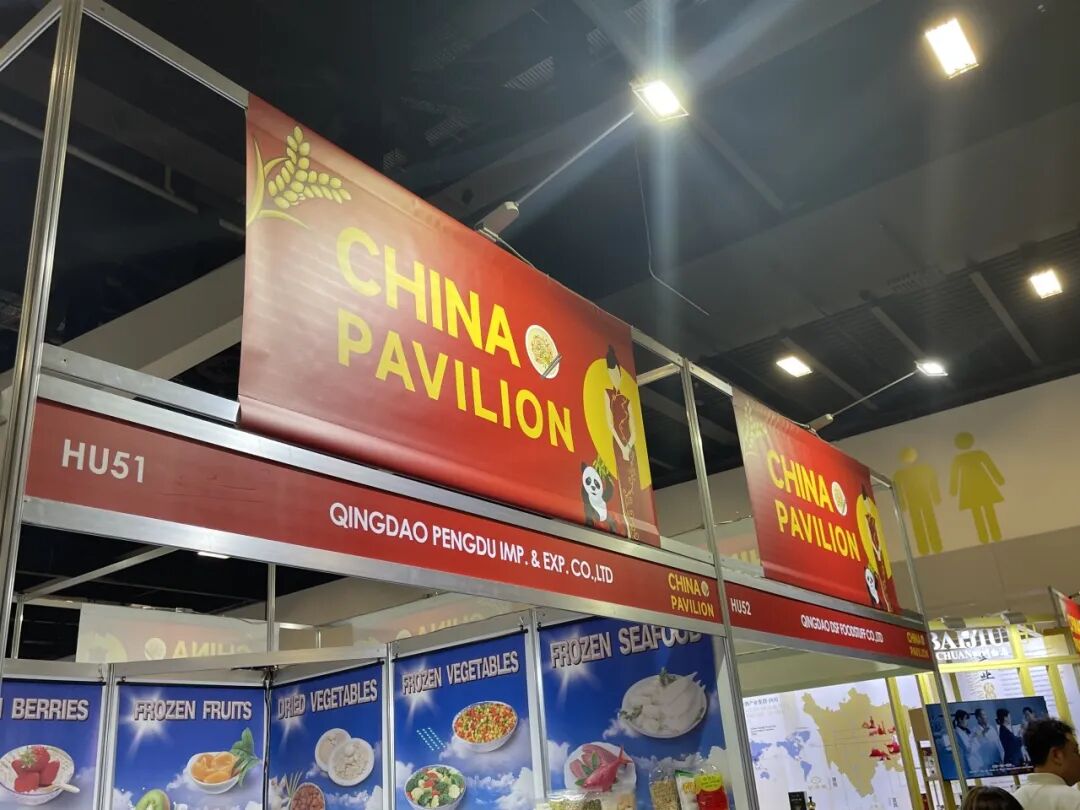 CHINA
PAVILION
HU51
QINGDAO PENGDU IMP. & EXP. CO.,LTD
CHINA
PAVILION
CHINA
PAVILION
HU52
QINGDAO DSF FOODSTUFF CO.,LTD
CHINA
PAVILION
BERRIES
FROZEN FRUITS
DRIED VEGETABLES
FROZEN VEGETABLES
FROZEN SEAFOOD
CHINA